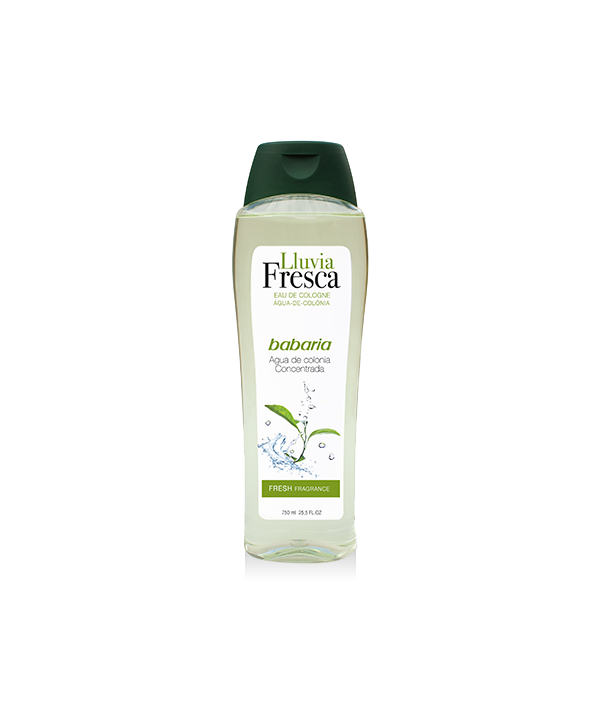 Lluvia
Fresca
EAU DE COLOGNE
ÁGUA-DE-COLÓNIA
babaria
Agua de colonia
Concentrada
FRESH FRAGRANCE
750 ml 25,5 FL.OZ